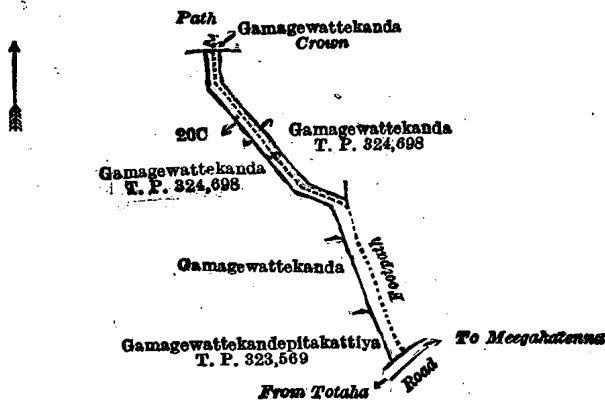 Path
Gamagewattekanda
Crown
20C
Gamagewattekanda
T. P. 324,698
Gamagewattekanda
T. P. 324,698
Gamagewattekanda
Footpath
Gamagewattekandepitakattiya
T. P. 323,569
To Meegahatenna
Road
From Totaha